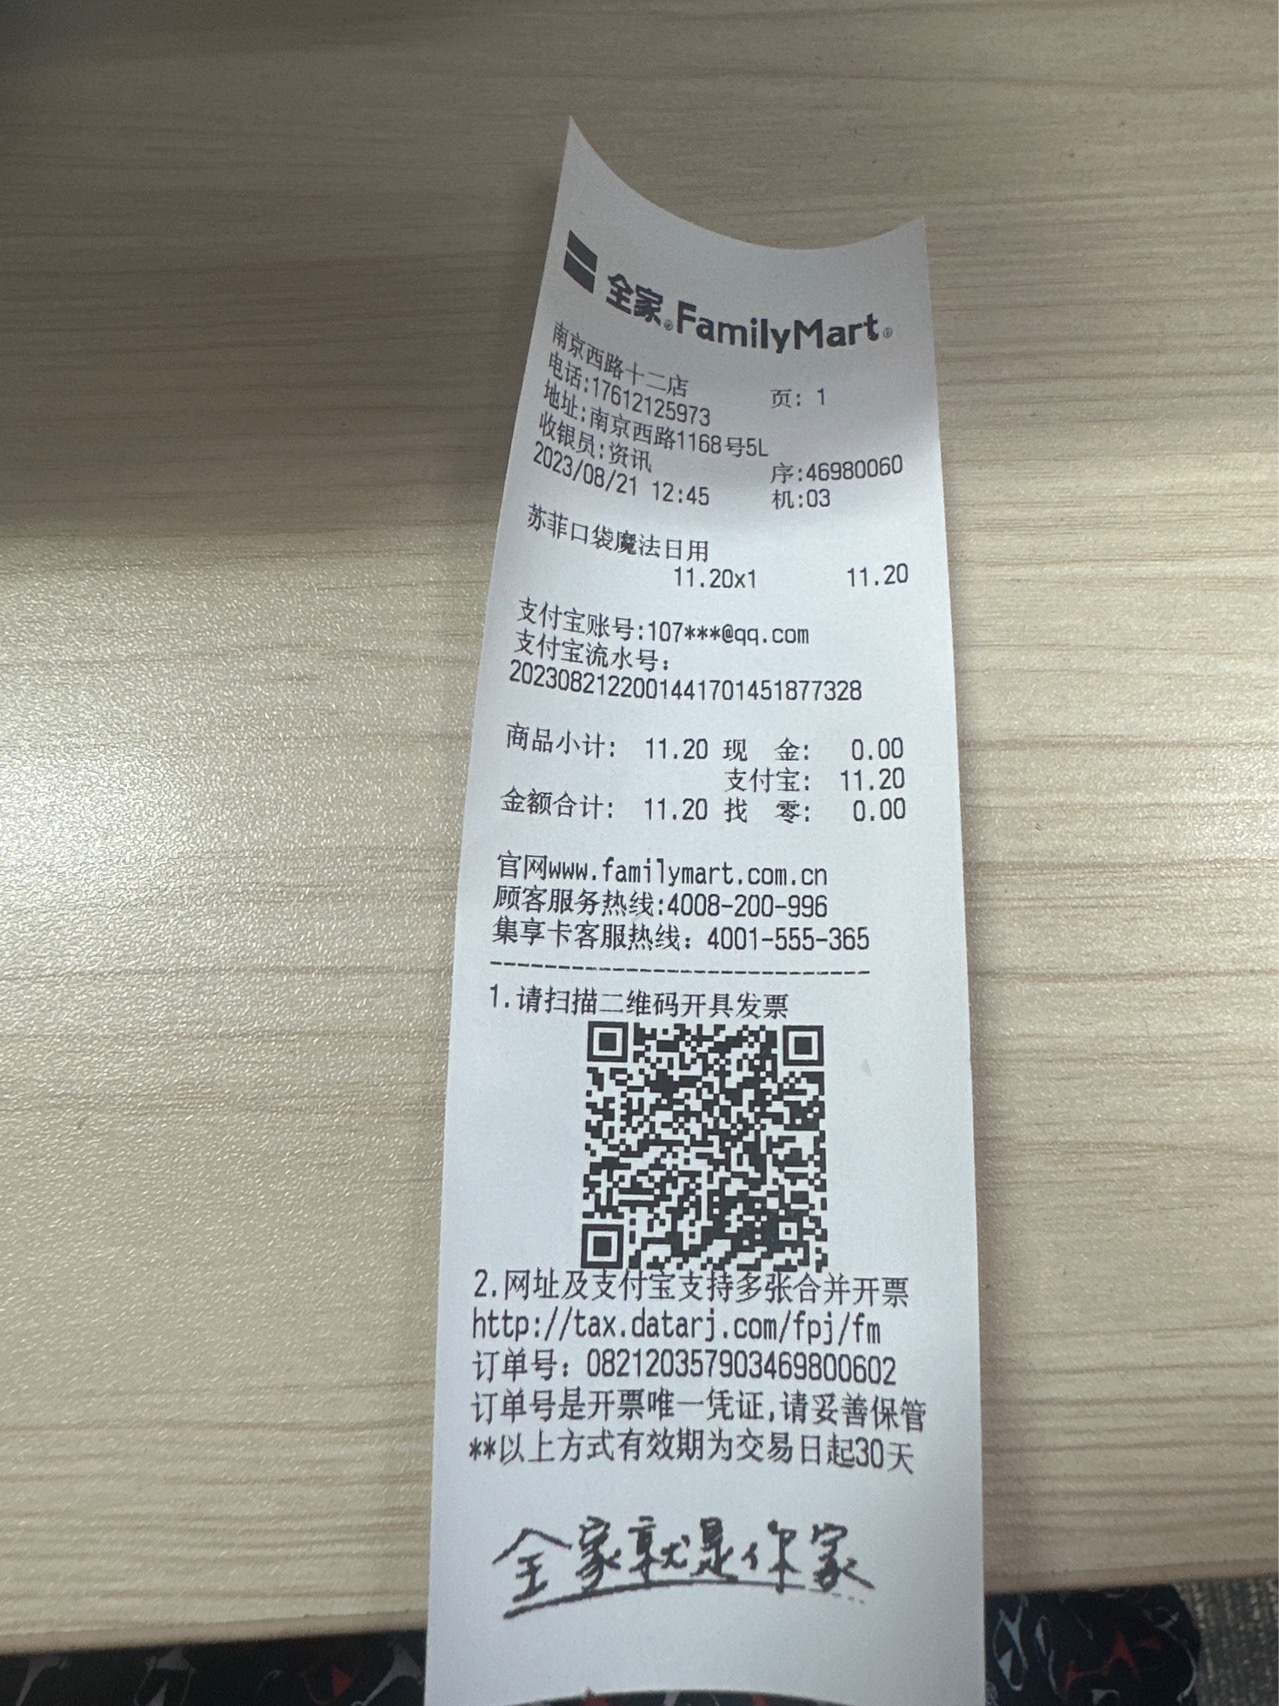 全家®FamilyMart®
南京西路十二店 页: 1
电话:17612125973
地址:南京西路1168号5L
收银员:资讯 序:46980060
2023/08/21 12:45 机:03
苏菲口袋魔法日用
11.20x1 11.20
支付宝账号:107***@qq.com
支付宝流水号:
2023082122001441701451877328
商品小计: 11.20 现 金: 0.00
支付宝: 11.20
金额合计: 11.20 找 零: 0.00
官网www.familymart.com.cn
顾客服务热线:4008-200-996
集享卡客服热线: 4001-555-365
1.请扫描二维码开具发票
2.网址及支付宝支持多张合并开票
http://tax.datarj.com/fpj/fm
订单号: 082120357903469800602
订单号是开票唯一凭证,请妥善保管
**以上方式有效期为交易日起30天
全家就是你家